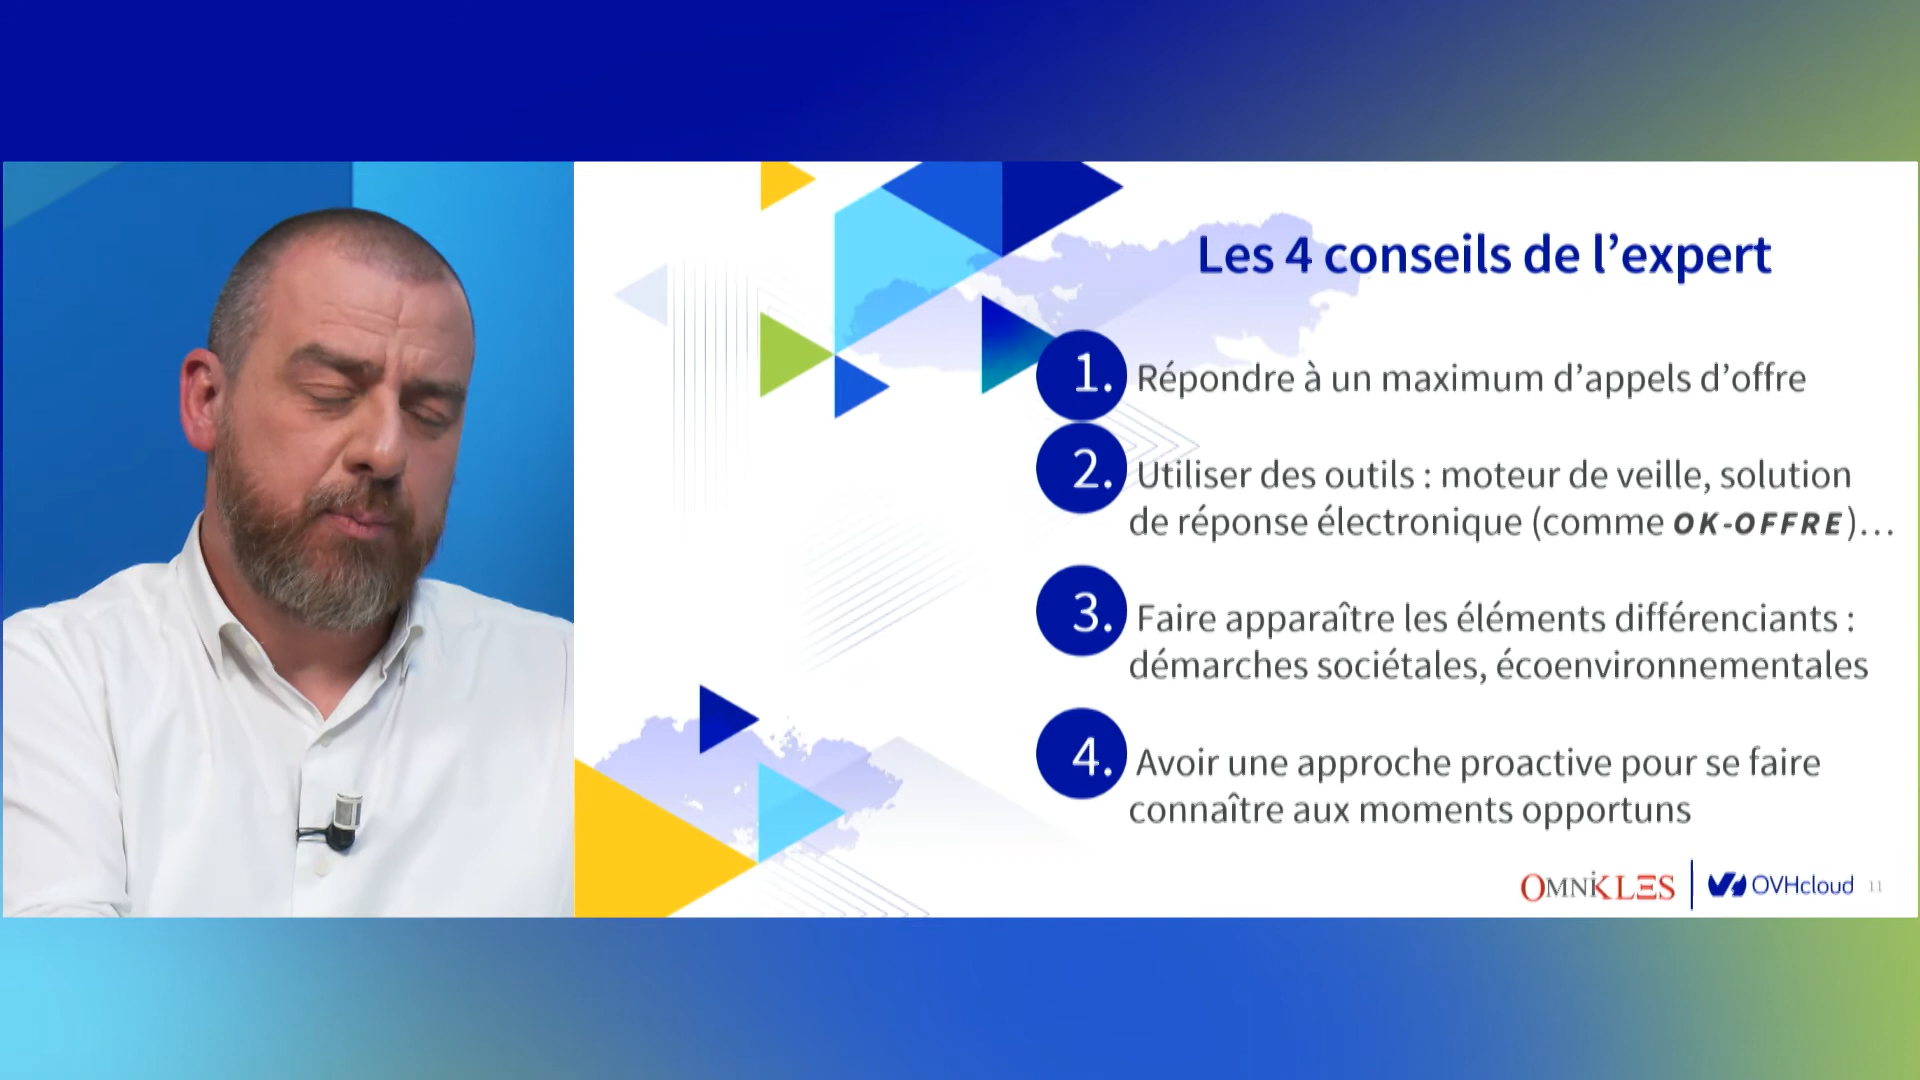 Les 4 conseils de l’expert
1. Répondre à un maximum d’appels d’offre
2. Utiliser des outils : moteur de veille, solution
de réponse électronique (comme OK-OFFRE)…
3. Faire apparaître les éléments différenciants :
démarches sociétales, écoenvironnementales
4. Avoir une approche proactive pour se faire
connaître aux moments opportuns
OMNIKLES OVHcloud 11